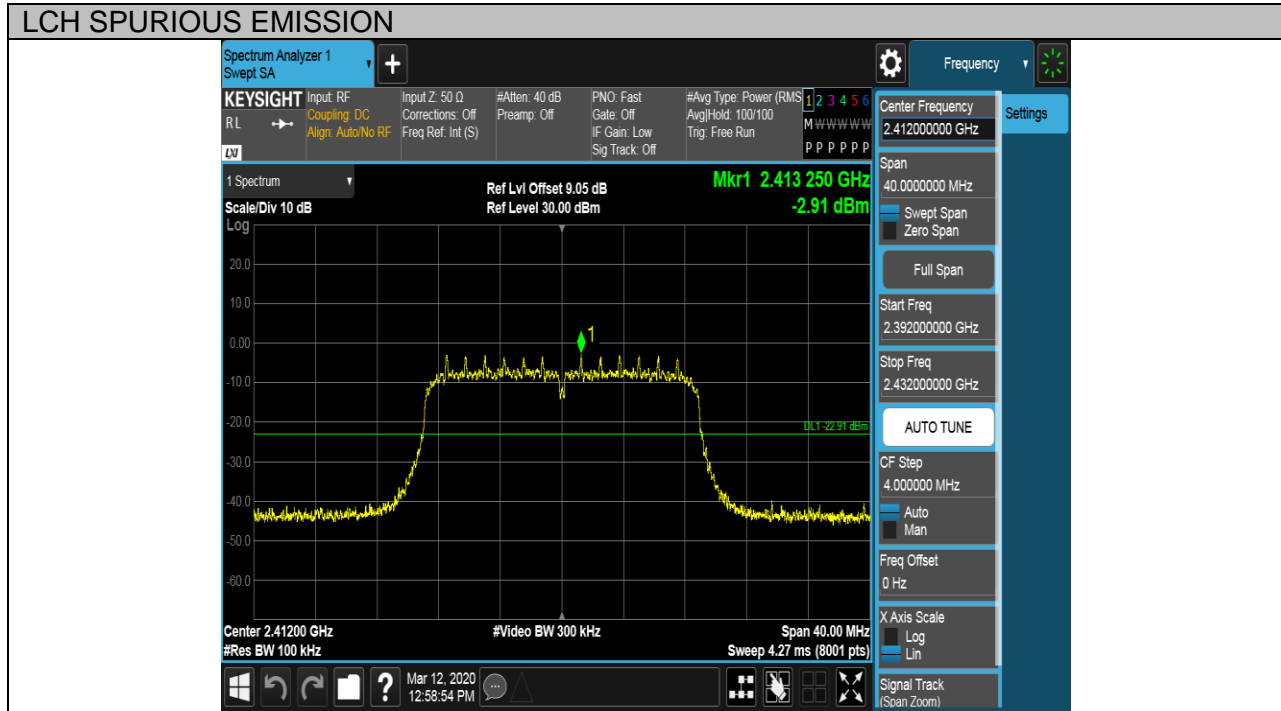 LCH SPURIOUS EMISSION
Spectrum Analyzer 1
Swept SA
+
Frequency
KEYSIGHT
RL
LXI
Input: RF
Coupling: DC
Align: Auto/No RF
Input Z: 50 Ω
Corrections: Off
Freq Ref: Int (S)
#Atten: 40 dB
Preamp: Off
PNO: Fast
Gate: Off
IF Gain: Low
Sig Track: Off
#Avg Type: Power (RMS
Avg|Hold: 100/100
Trig: Free Run
1 2 3 4 5 6
M W W W W W
P P P P P P
1 Spectrum
Scale/Div 10 dB
Ref Lvl Offset 9.05 dB
Ref Level 30.00 dBm
Mkr1 2.413 250 GHz
-2.91 dBm
Log
20.0
10.0
0.00
-10.0
-20.0
-30.0
-40.0
-50.0
-60.0
1
DL1 -22.91 dBm
Center 2.41200 GHz
#Res BW 100 kHz
#Video BW 300 kHz
Span 40.00 MHz
Sweep 4.27 ms (8001 pts)
?
Mar 12, 2020
12:58:54 PM
Center Frequency
2.412000000 GHz
Settings
Span
40.0000000 MHz
Swept Span
Zero Span
Full Span
Start Freq
2.392000000 GHz
Stop Freq
2.432000000 GHz
AUTO TUNE
CF Step
4.000000 MHz
Auto
Man
Freq Offset
0 Hz
X Axis Scale
Log
Lin
Signal Track
(Span Zoom)